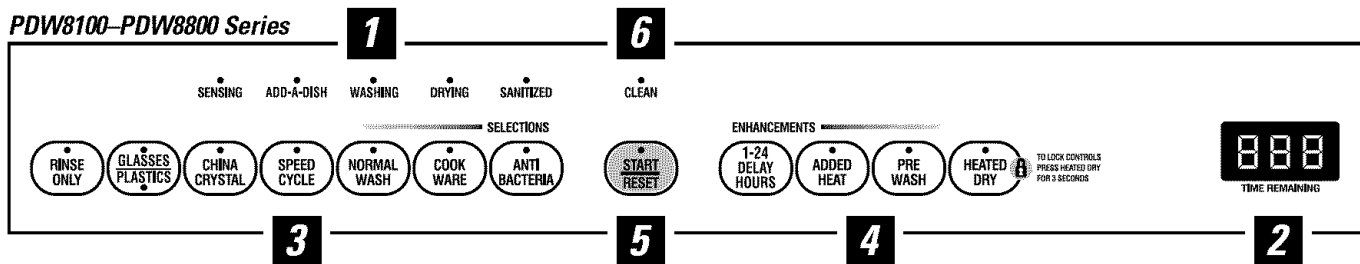 PDW8100–PDW8800 Series
1
6
SENSING ADD-A-DISH WASHING DRYING SANITIZED CLEAN
SELECTIONS ENHANCEMENTS
RINSE ONLY
GLASSES PLASTICS
CHINA CRYSTAL
SPEED CYCLE
NORMAL WASH
COOK WARE
ANTI BACTERIA
START RESET
1-24 DELAY HOURS
ADDED HEAT
PRE WASH
HEATED DRY
TO LOCK CONTROLS
PRESS HEATED DRY
FOR 3 SECONDS
888
TIME REMAINING
3
5
4
2